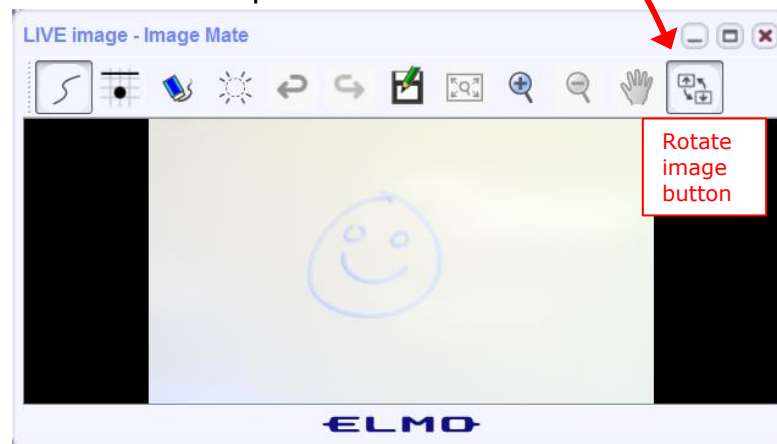 LIVE image - Image Mate
Rotate
image
button
ELMO